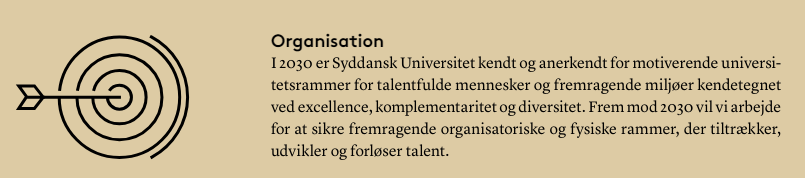 Organisation
I 2030 er Syddansk Universitet kendt og anerkendt for motiverende universi-
tetsrammer for talentfulde mennesker og fremragende miljøer kendetegnet
ved excellence, komplementaritet og diversitet. Frem mod 2030 vil vi arbejde
for at sikre fremragende organisatoriske og fysiske rammer, der tiltrækker,
udvikler og forløser talent.